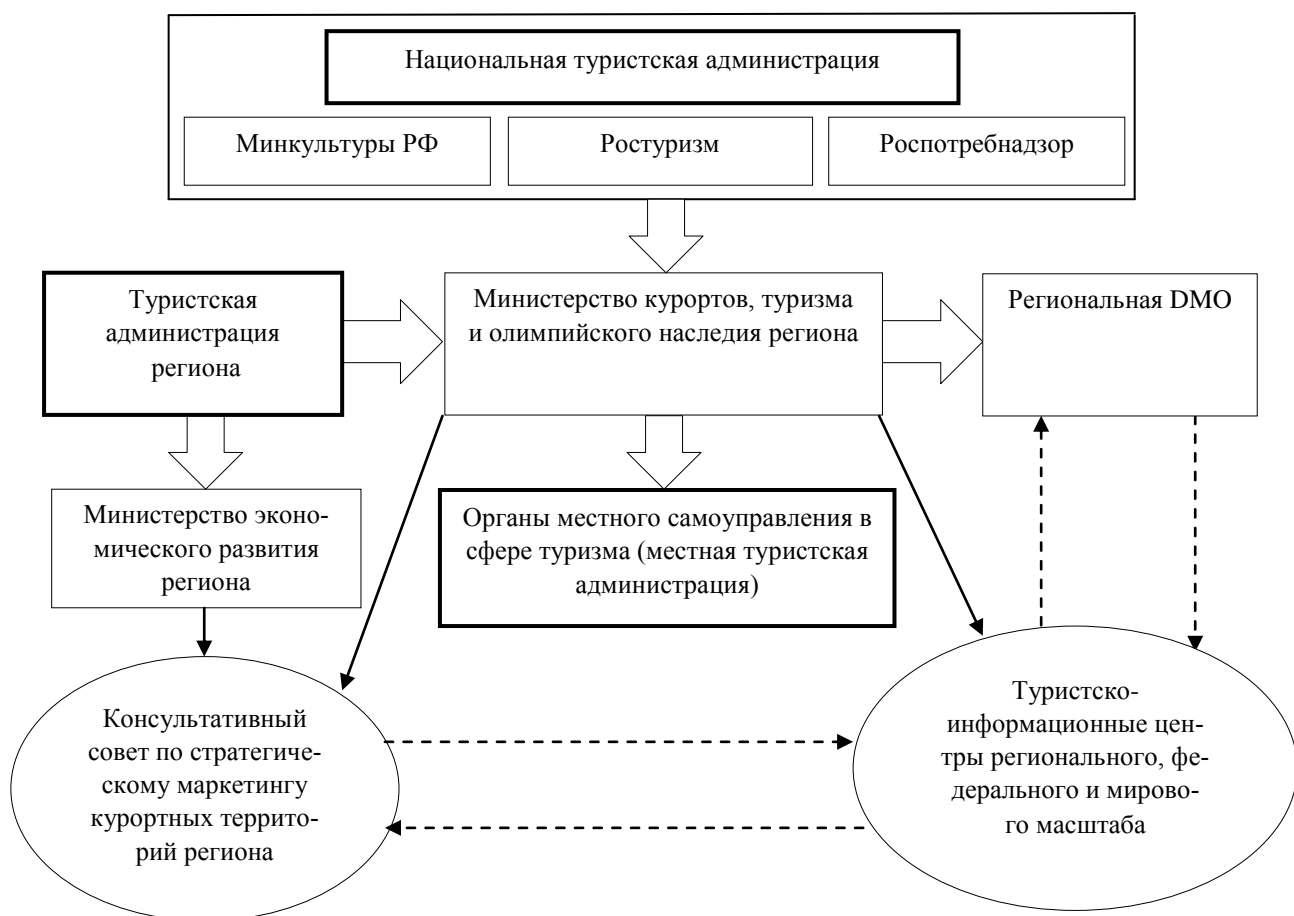 Национальная туристская администрация
Минкультуры РФ
Ростуризм
Роспотребнадзор
Туристская
администрация
региона
Министерство курортов, туризма
и олимпийского наследия региона
Региональная DMO
Министерство эконо-
мического развития
региона
Органы местного самоуправления в
сфере туризма (местная туристская
администрация)
Консультативный
совет по стратегиче-
скому маркетингу
курортных террито-
рий региона
Туристско-
информационные цен-
тры регионального, фе-
дерального и мирово-
го масштаба